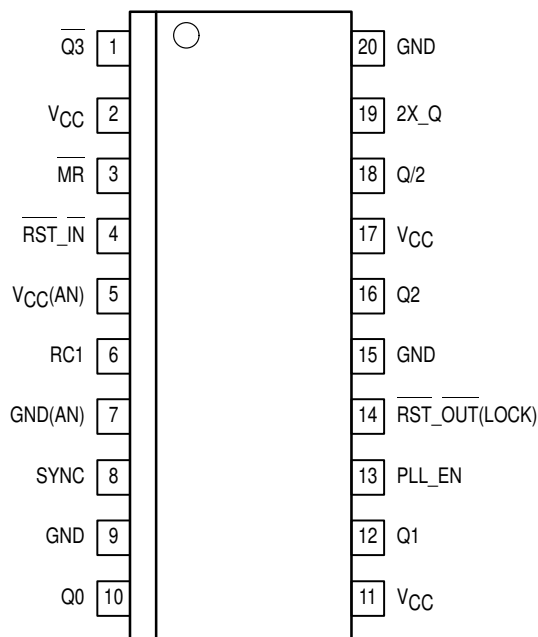 Q3 1 20 GND
VCC 2 19 2X_Q
MR 3 18 Q/2
RST_IN 4 17 VCC
VCC(AN) 5 16 Q2
RC1 6 15 GND
GND(AN) 7 14 RST_OUT(LOCK)
SYNC 8 13 PLL_EN
GND 9 12 Q1
Q0 10 11 VCC